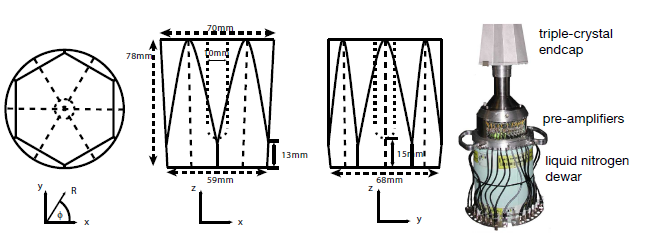 70mm
78mm
10mm
13mm
59mm
15mm
68mm
y
R
ϕ
x
z
x
z
y
triple-crystal
endcap
pre-amplifiers
liquid nitrogen
dewar